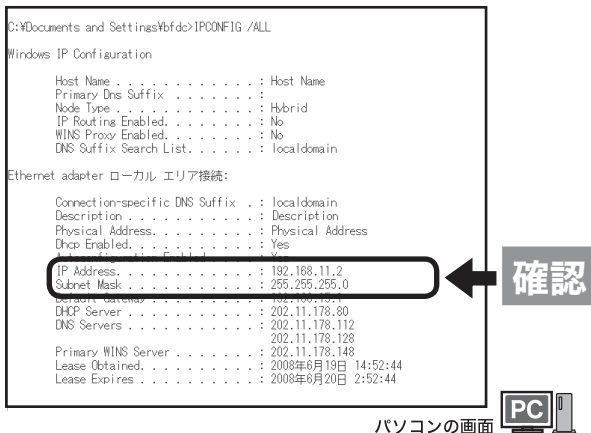 C:¥Documents and Settings¥bfdc>IPCONFIG /ALL
Windows IP Configuration
Host Name . . . . . . . . . . . . : Host Name
Primary Dns Suffix . . . . . . . :
Node Type . . . . . . . . . . . . : Hybrid
IP Routing Enabled. . . . . . . . : No
WINS Proxy Enabled. . . . . . . . : No
DNS Suffix Search List. . . . . . : localdomain
Ethernet adapter ローカル エリア接続:
Connection-specific DNS Suffix . : localdomain
Description . . . . . . . . . . . : Description
Physical Address. . . . . . . . . : Physical Address
Dhcp Enabled. . . . . . . . . . . : Yes
Autoconfiguration Enabled . . . . : Yes
IP Address. . . . . . . . . . . . : 192.168.11.2
Subnet Mask . . . . . . . . . . . : 255.255.255.0
Default Gateway . . . . . . . . . :
DHCP Server . . . . . . . . . . . : 202.11.178.80
DNS Servers . . . . . . . . . . . : 202.11.178.112
202.11.178.128
Primary WINS Server . . . . . . . : 202.11.178.148
Lease Obtained. . . . . . . . . . : 2008年6月19日 14:52:44
Lease Expires . . . . . . . . . . : 2008年6月20日 2:52:44
確認
パソコンの画面
PC